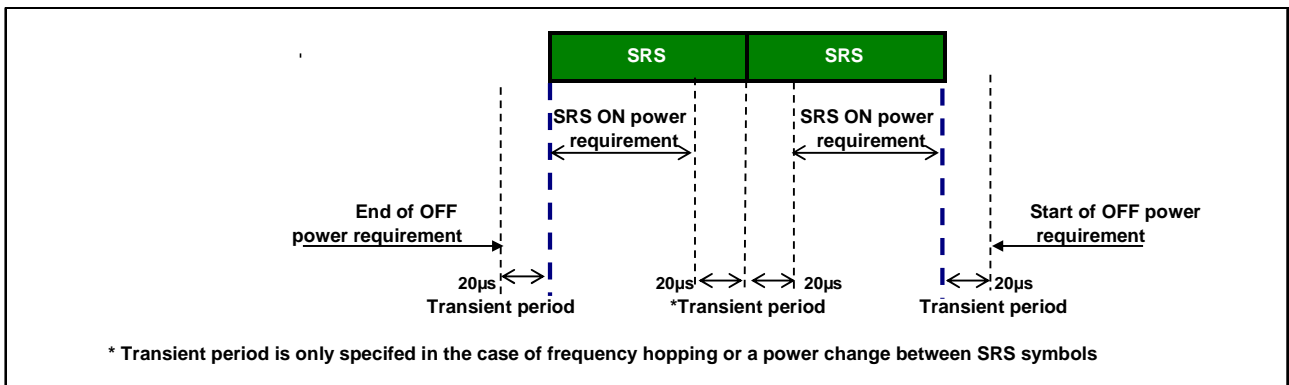 SRS SRS
SRS ON power
requirement
SRS ON power
requirement
End of OFF
power requirement
Start of OFF power
requirement
20µs
Transient period
20µs 20µs
*Transient period
20µs
Transient period
* Transient period is only specifed in the case of frequency hopping or a power change between SRS symbols